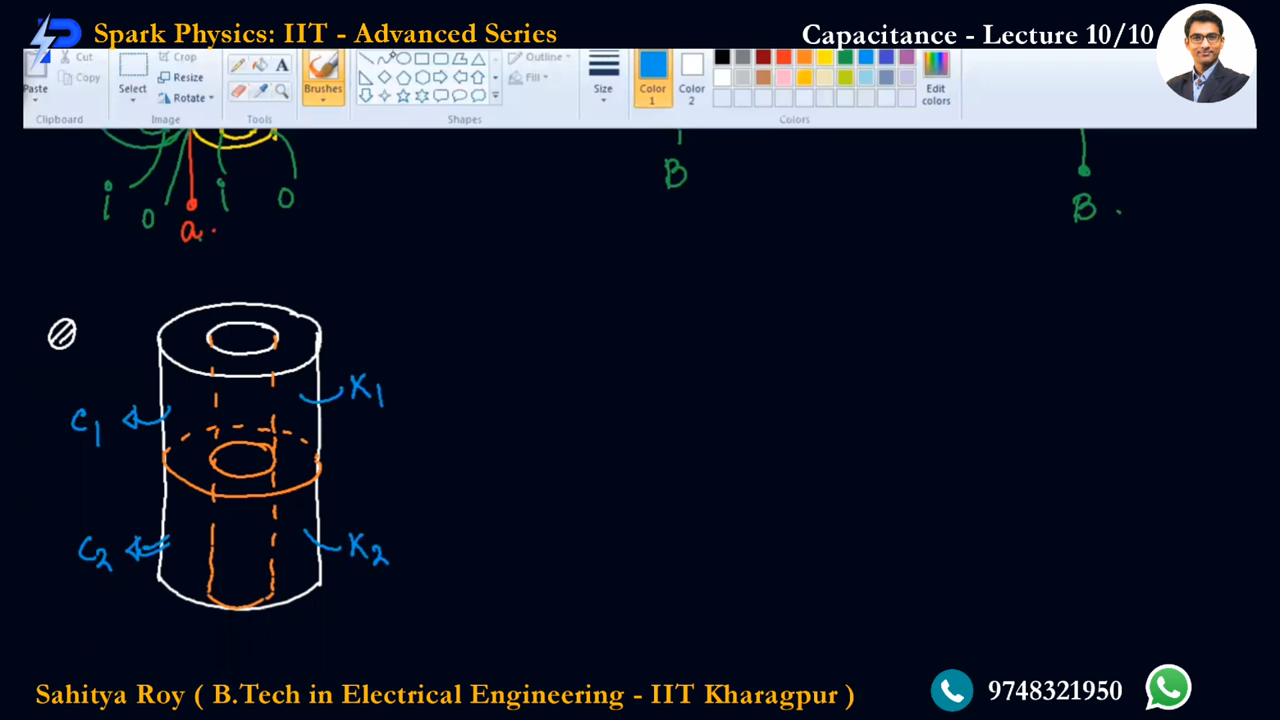 Spark Physics: IIT - Advanced Series
Capacitance - Lecture 10/10
Paste
Cut
Copy
Clipboard
Select
Crop
Resize
Rotate
Image
A
Tools
Brushes
Outline
Fill
Shapes
Size
Color
1
Color
2
Edit
colors
Colors
i
o
a.
i
o
B
B .
C1
K1
C2
K2
Sahitya Roy ( B.Tech in Electrical Engineering - IIT Kharagpur )
9748321950